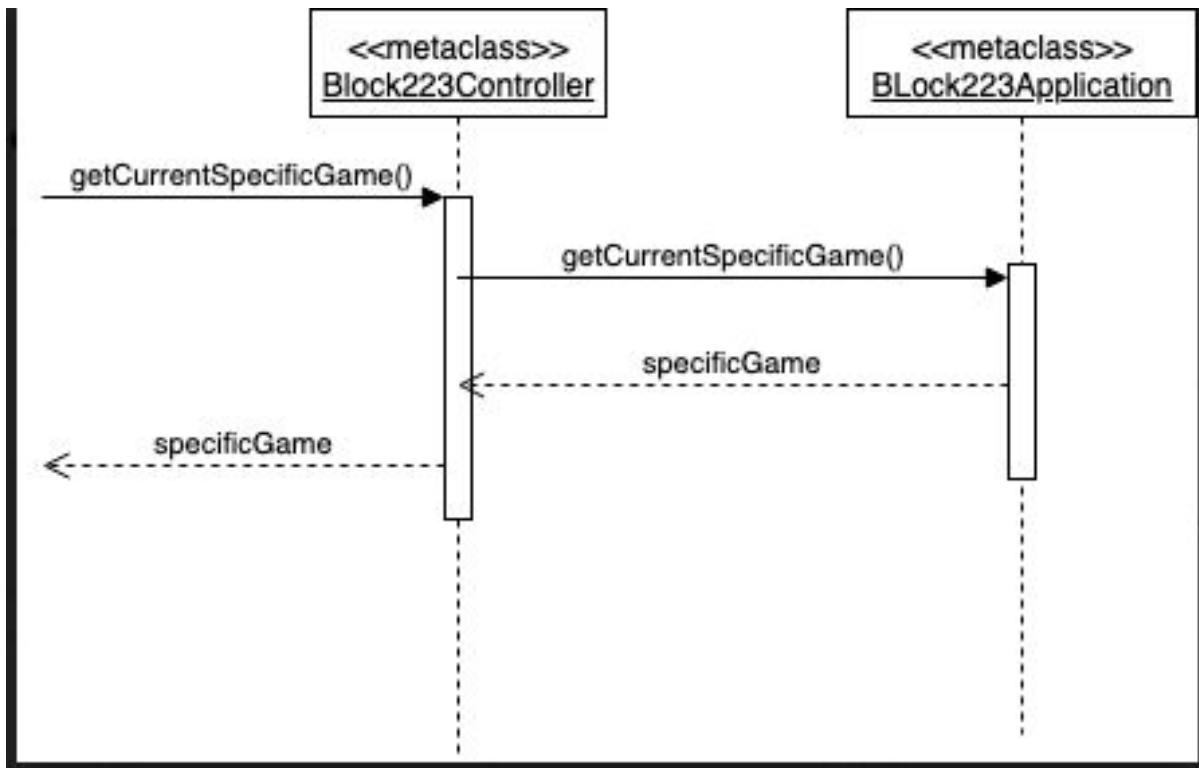 <<metaclass>>
Block223Controller
<<metaclass>>
BLock223Application
getCurrentSpecificGame()
getCurrentSpecificGame()
specificGame
specificGame